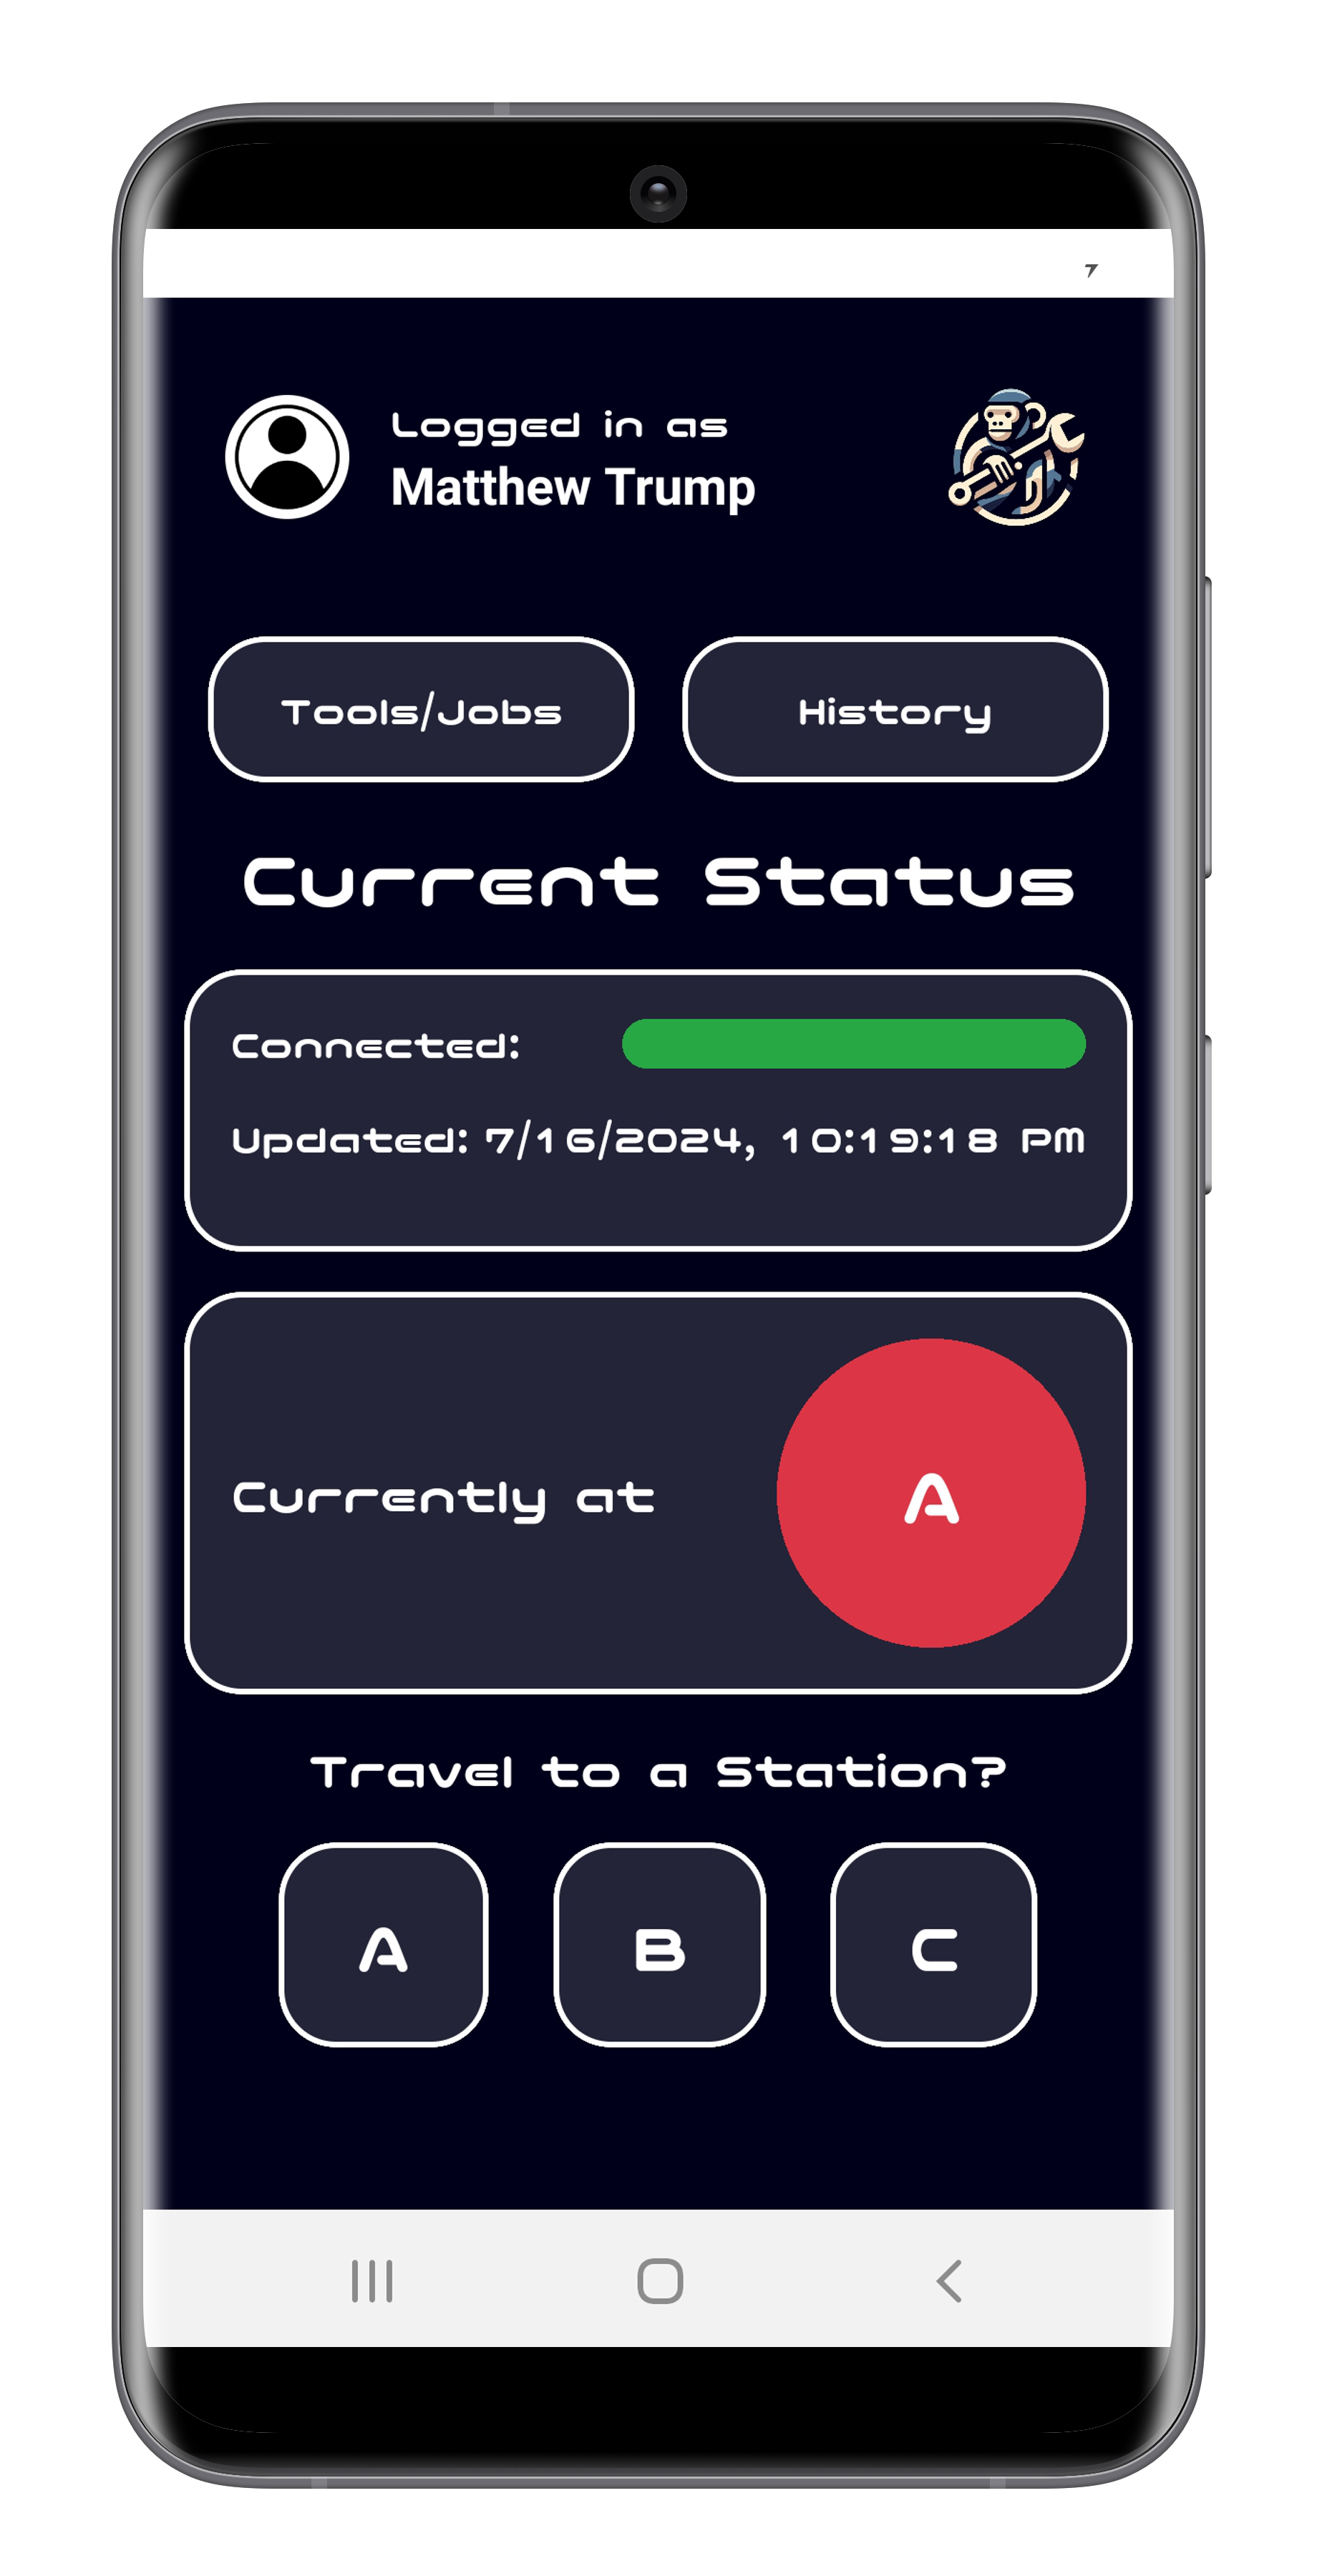 Logged in as
Matthew Trump
Tools/Jobs
History
Current Status
Connected:
Updated: 7/16/2024, 10:19:18 PM
Currently at
A
Travel to a Station?
A
B
C